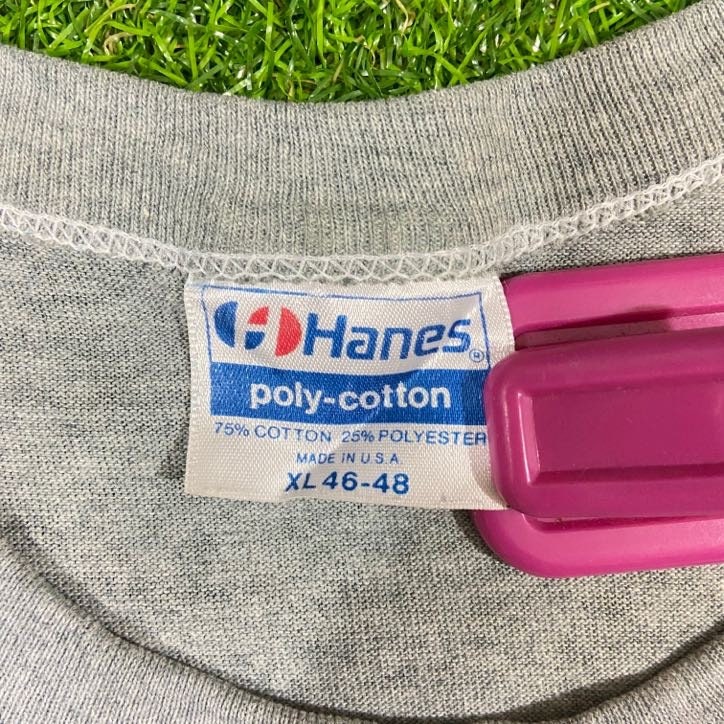 Hanes®
poly-cotton
75% COTTON 25% POLYESTER
MADE IN U.S.A
XL 46-48